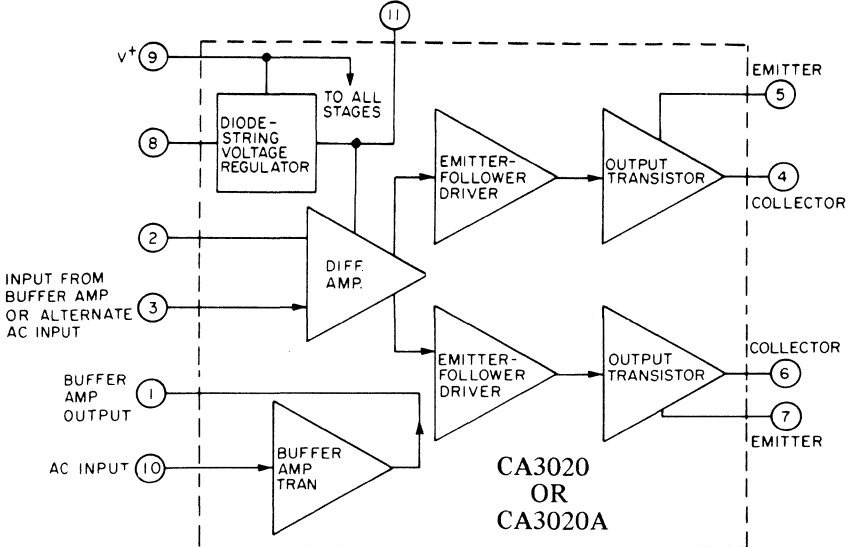 11
V+ 9
TO ALL
STAGES
EMITTER
5
8
DIODE-
STRING
VOLTAGE
REGULATOR
EMITTER-
FOLLOWER
DRIVER
OUTPUT
TRANSISTOR
4
COLLECTOR
2
DIFF.
AMP.
INPUT FROM
BUFFER AMP
OR ALTERNATE
AC INPUT
3
EMITTER-
FOLLOWER
DRIVER
OUTPUT
TRANSISTOR
COLLECTOR
6
7
EMITTER
BUFFER
AMP
OUTPUT
1
AC INPUT 10
BUFFER
AMP
TRAN
CA3020
OR
CA3020A